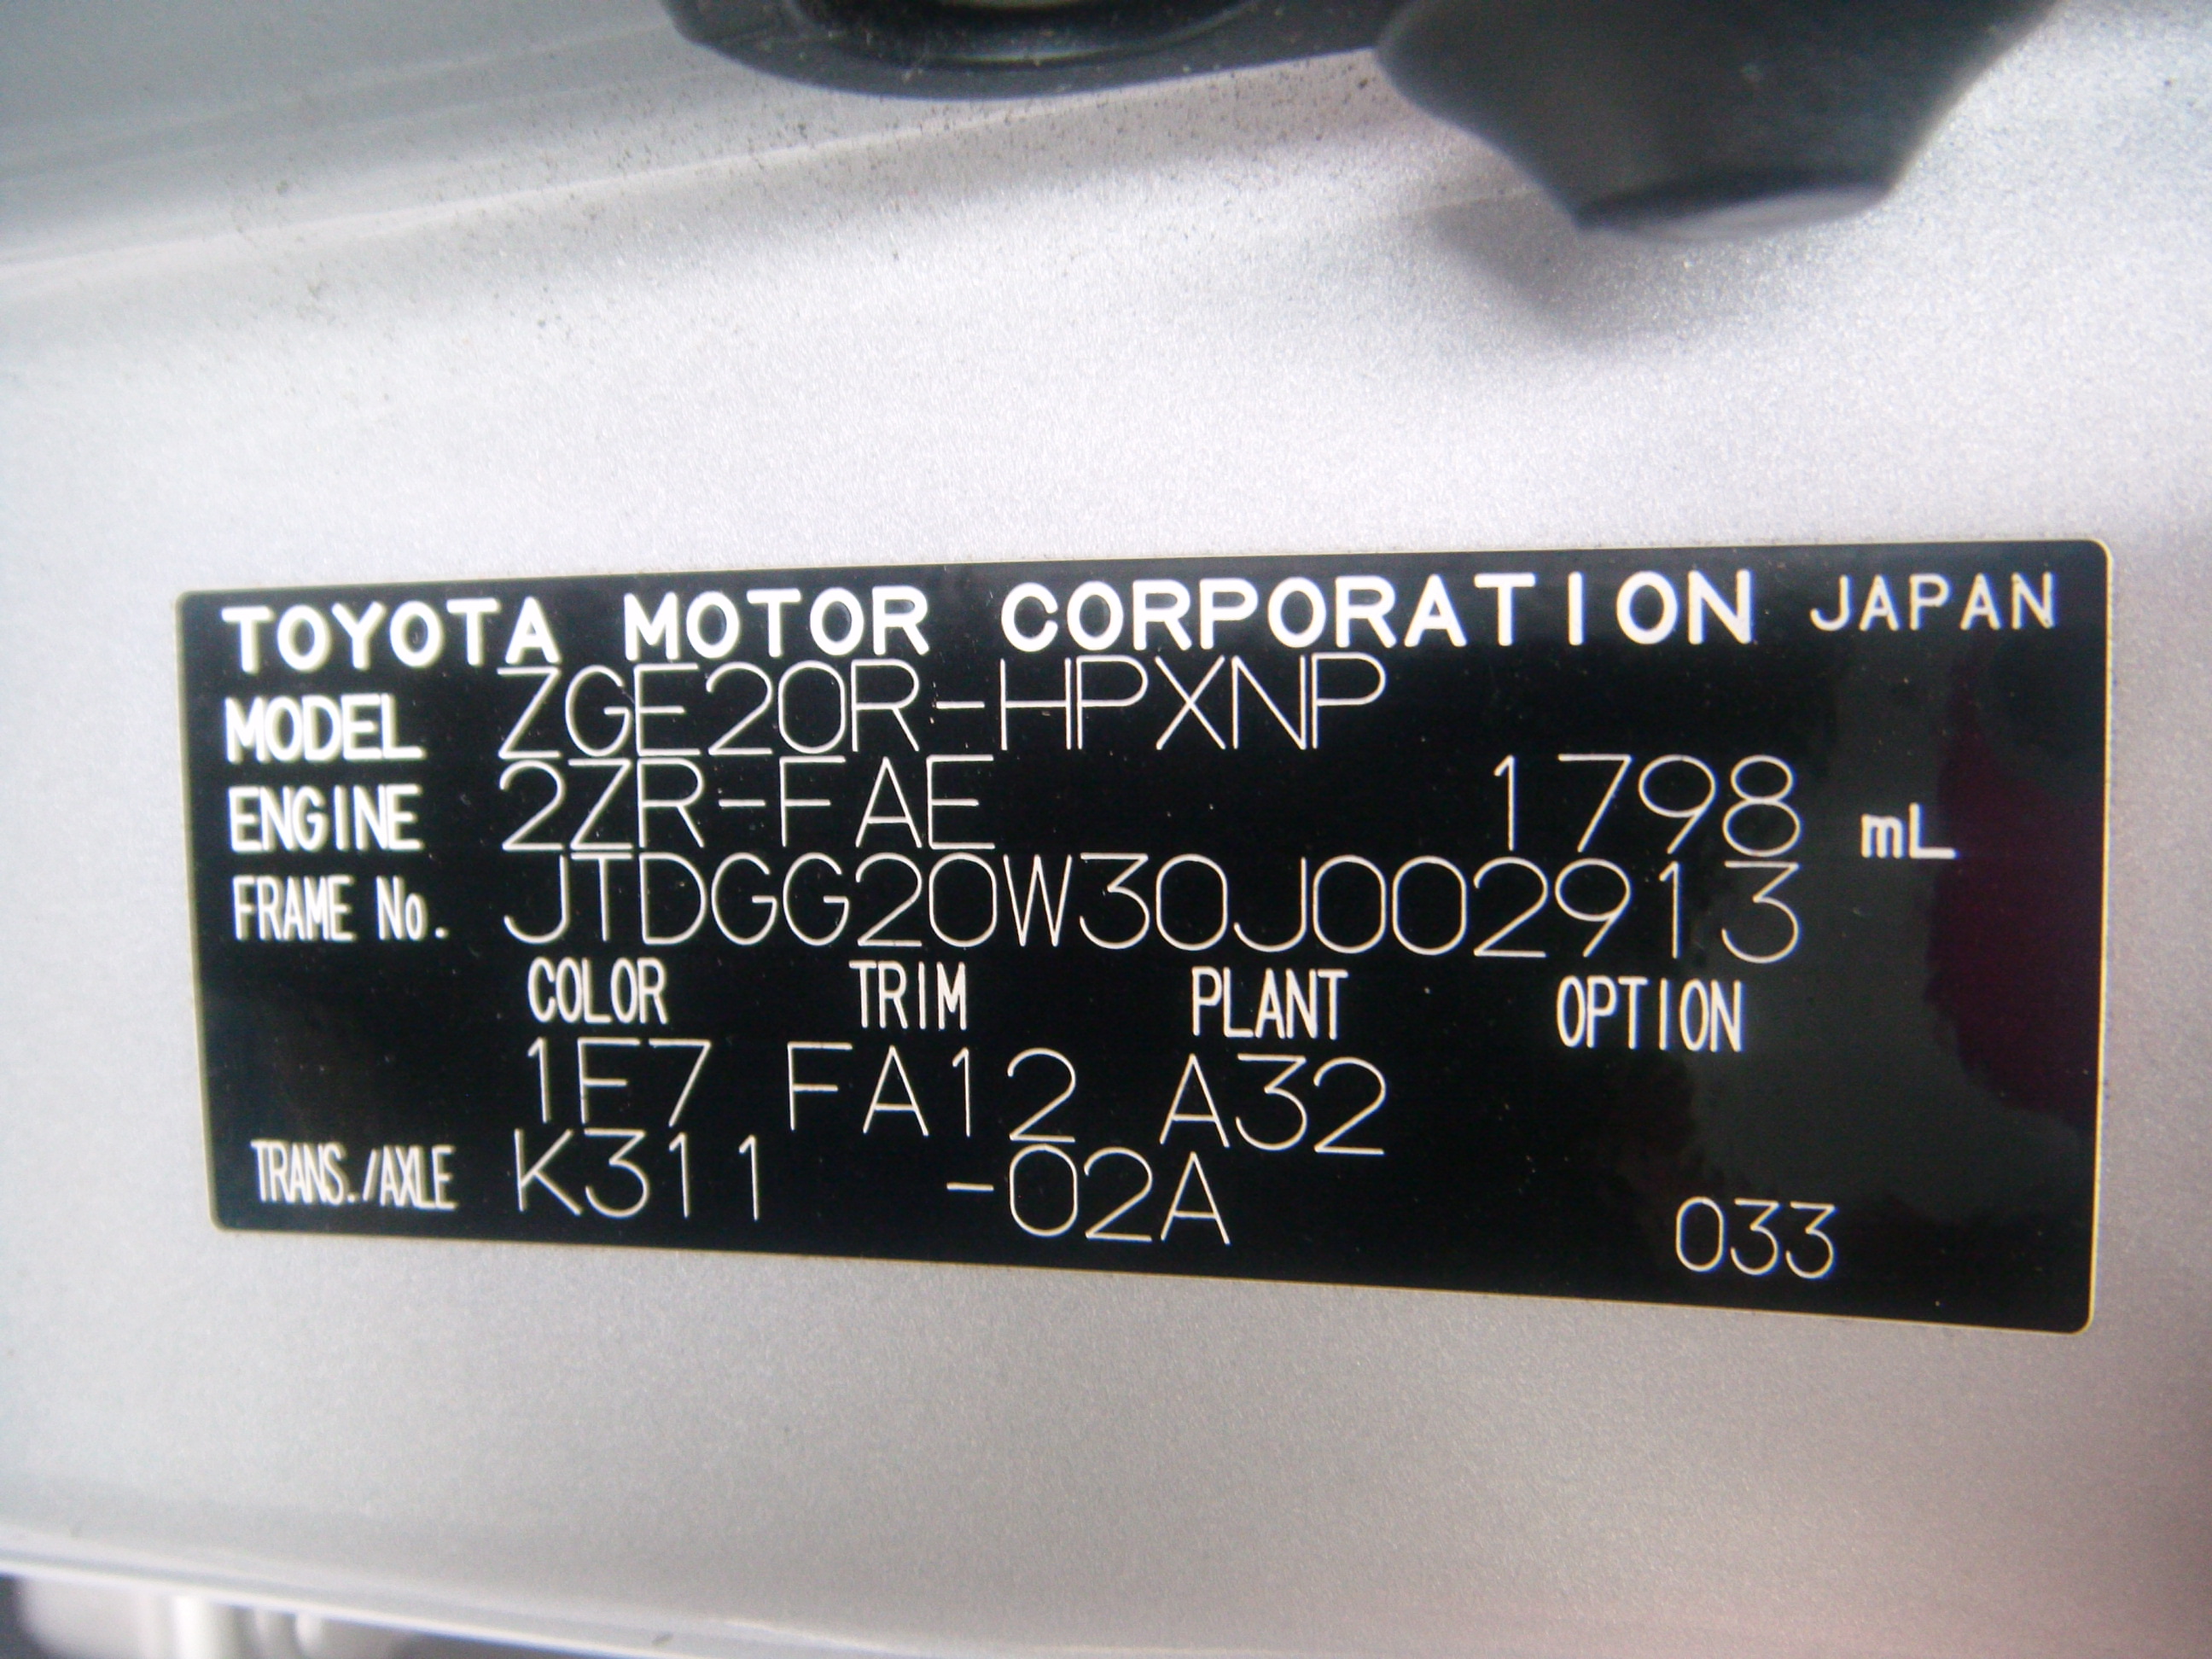 TOYOTA MOTOR CORPORATION JAPAN
MODEL ZGE20R-HPXNP
ENGINE 2ZR-FAE 1798 mL
FRAME No. JTDGG20W30J002913
COLOR TRIM PLANT OPTION
1F7 FA12 A32
TRANS./AXLE K311 -02A 033